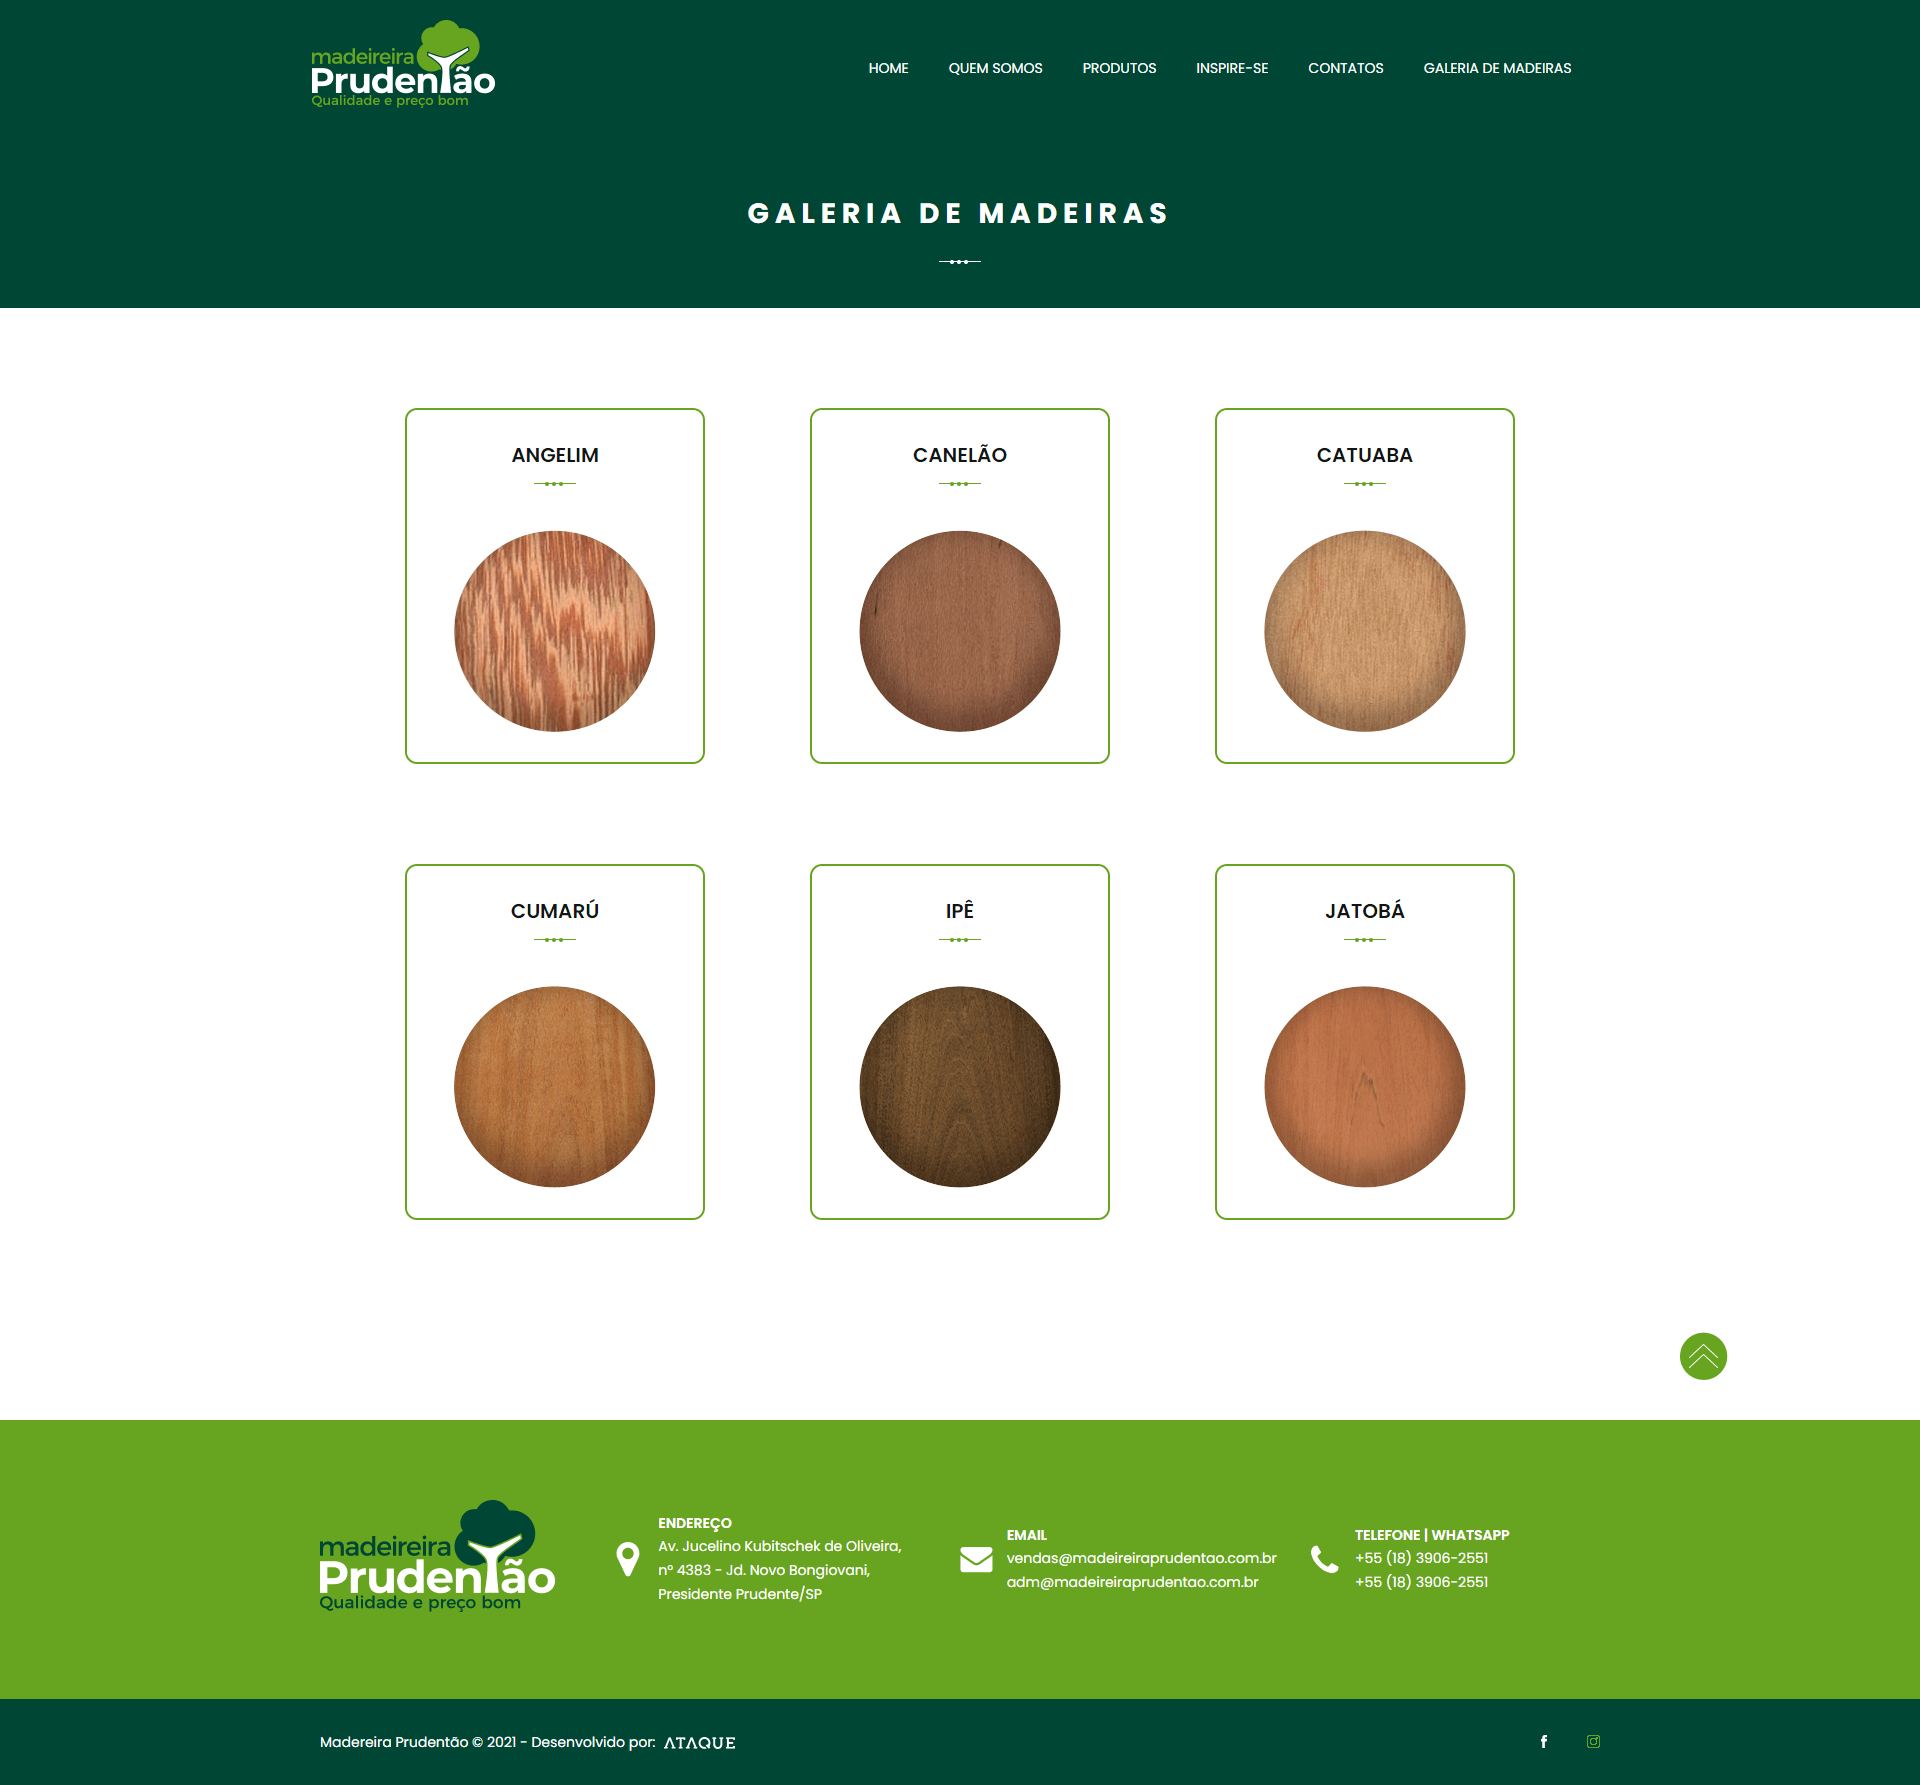 madeireira
Prudentão
Qualidade e preço bom
HOME QUEM SOMOS PRODUTOS INSPIRE-SE CONTATOS GALERIA DE MADEIRAS
GALERIA DE MADEIRAS
ANGELIM CANELÃO CATUABA
CUMARÚ IPÊ JATOBÁ
madeireira
Prudentão
Qualidade e preço bom
ENDEREÇO
Av. Jucelino Kubitschek de Oliveira,
nº 4383 - Jd. Novo Bongiovani,
Presidente Prudente/SP
EMAIL
vendas@madeireiraprudentao.com.br
adm@madeireiraprudentao.com.br
TELEFONE | WHATSAPP
+55 (18) 3906-2551
+55 (18) 3906-2551
Madereira Prudentão © 2021 - Desenvolvido por: ATAQUE